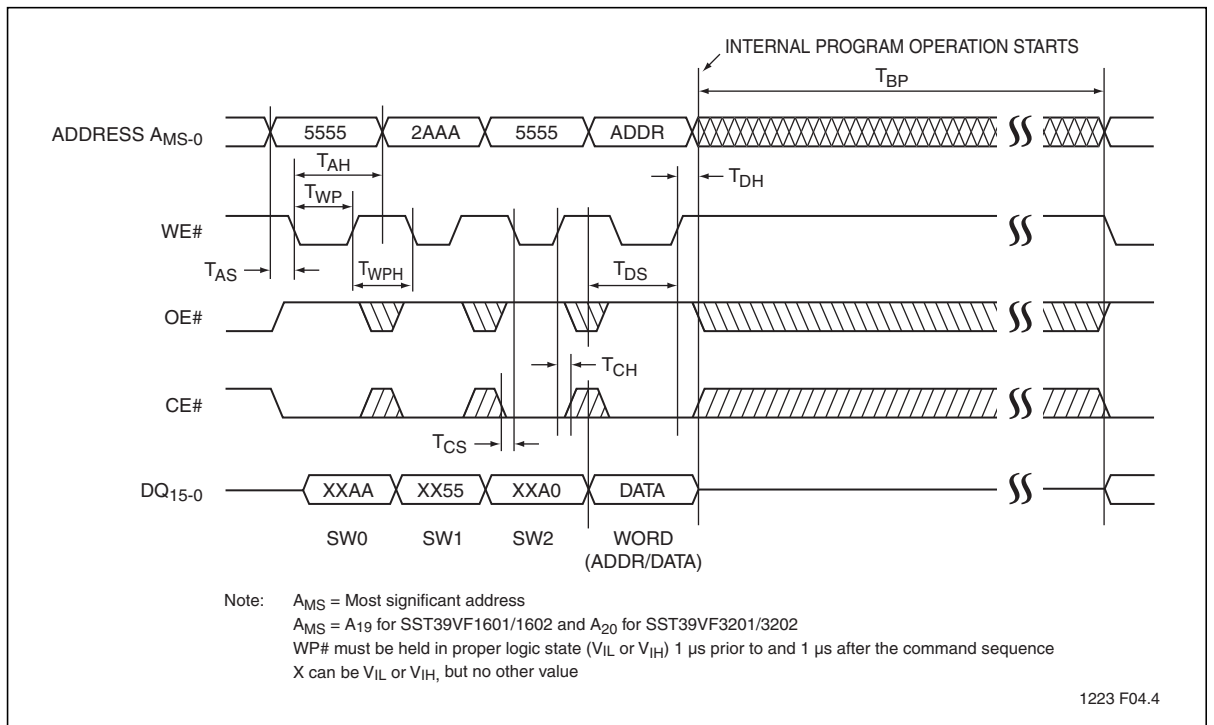 INTERNAL PROGRAM OPERATION STARTS
TBP
ADDRESS AMS-0
5555 2AAA 5555 ADDR
TAH
TDH
TWP
WE#
TAS
TWPH
TDS
OE#
TCH
CE#
TCS
DQ15-0
XXAA XX55 XXA0 DATA
SW0 SW1 SW2 WORD
(ADDR/DATA)
Note: AMS = Most significant address
AMS = A19 for SST39VF1601/1602 and A20 for SST39VF3201/3202
WP# must be held in proper logic state (VIL or VIH) 1 µs prior to and 1 µs after the command sequence
X can be VIL or VIH, but no other value
1223 F04.4